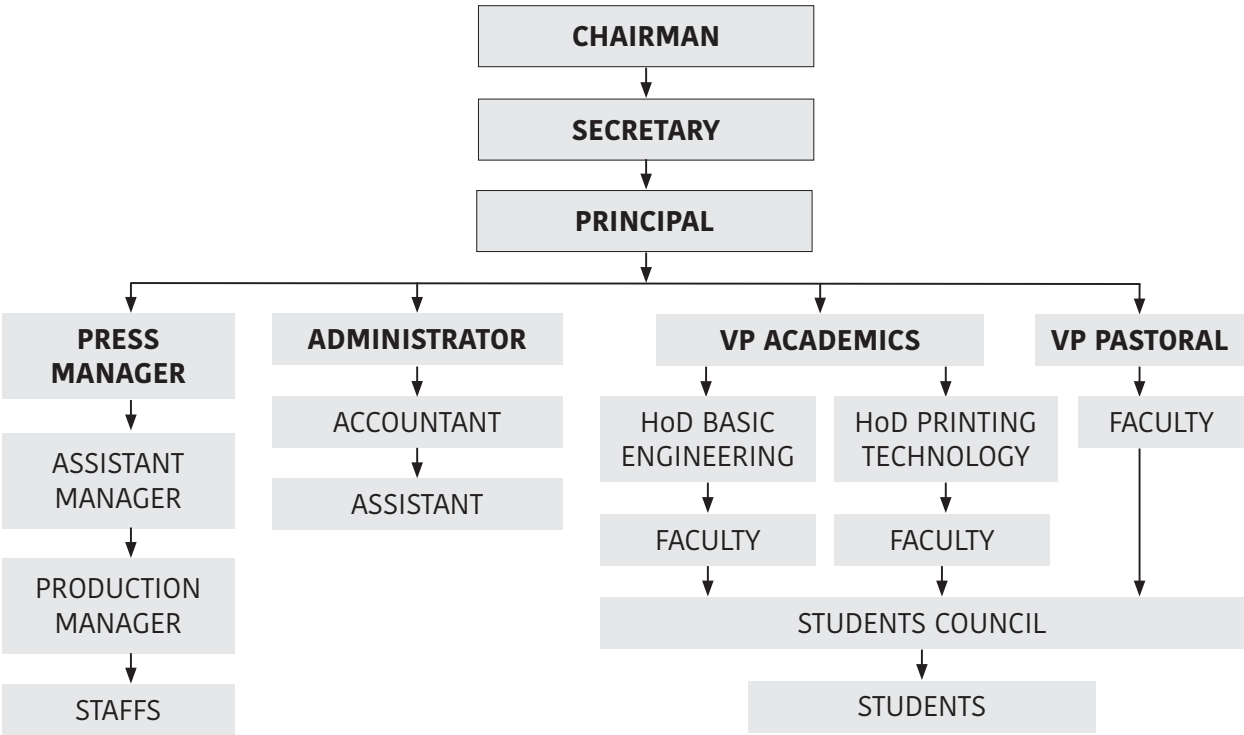 CHAIRMAN
SECRETARY
PRINCIPAL
PRESS
MANAGER
ADMINISTRATOR
VP ACADEMICS
VP PASTORAL
ASSISTANT
MANAGER
PRODUCTION
MANAGER
STAFFS
ACCOUNTANT
ASSISTANT
HoD BASIC
ENGINEERING
FACULTY
HoD PRINTING
TECHNOLOGY
FACULTY
FACULTY
STUDENTS COUNCIL
STUDENTS